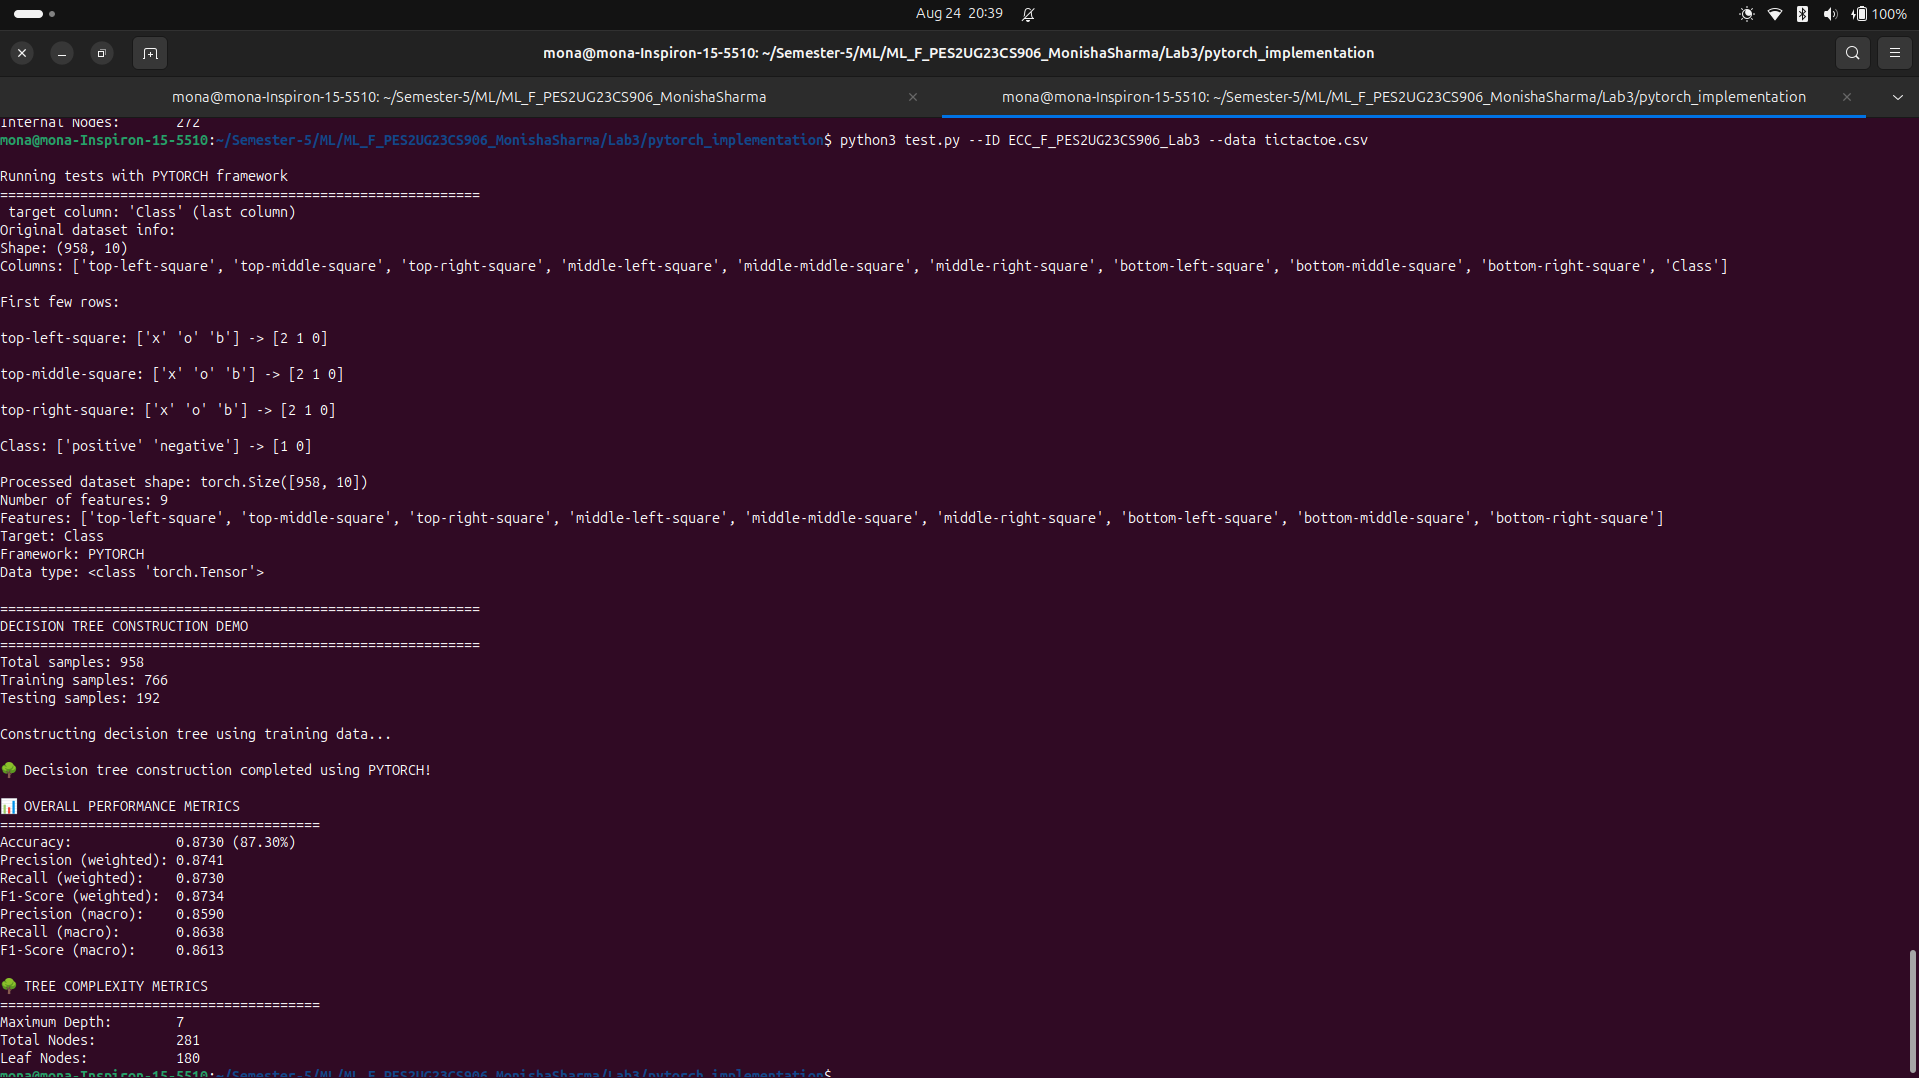 Aug 24 20:39
100%
mona@mona-Inspiron-15-5510: ~/Semester-5/ML/ML_F_PES2UG23CS906_MonishaSharma/Lab3/pytorch_implementation
mona@mona-Inspiron-15-5510: ~/Semester-5/ML/ML_F_PES2UG23CS906_MonishaSharma
mona@mona-Inspiron-15-5510: ~/Semester-5/ML/ML_F_PES2UG23CS906_MonishaSharma/Lab3/pytorch_implementation
Internal Nodes: 272
mona@mona-Inspiron-15-5510:~/Semester-5/ML/ML_F_PES2UG23CS906_MonishaSharma/Lab3/pytorch_implementation$ python3 test.py --ID ECC_F_PES2UG23CS906_Lab3 --data tictactoe.csv
Running tests with PYTORCH framework
============================================================
target column: 'Class' (last column)
Original dataset info:
Shape: (958, 10)
Columns: ['top-left-square', 'top-middle-square', 'top-right-square', 'middle-left-square', 'middle-middle-square', 'middle-right-square', 'bottom-left-square', 'bottom-middle-square', 'bottom-right-square', 'Class']
First few rows:
top-left-square: ['x' 'o' 'b'] -> [2 1 0]
top-middle-square: ['x' 'o' 'b'] -> [2 1 0]
top-right-square: ['x' 'o' 'b'] -> [2 1 0]
Class: ['positive' 'negative'] -> [1 0]
Processed dataset shape: torch.Size([958, 10])
Number of features: 9
Features: ['top-left-square', 'top-middle-square', 'top-right-square', 'middle-left-square', 'middle-middle-square', 'middle-right-square', 'bottom-left-square', 'bottom-middle-square', 'bottom-right-square']
Target: Class
Framework: PYTORCH
Data type: <class 'torch.Tensor'>
============================================================
DECISION TREE CONSTRUCTION DEMO
============================================================
Total samples: 958
Training samples: 766
Testing samples: 192
Constructing decision tree using training data...
🌳 Decision tree construction completed using PYTORCH!
📊 OVERALL PERFORMANCE METRICS
========================================
Accuracy: 0.8730 (87.30%)
Precision (weighted): 0.8741
Recall (weighted): 0.8730
F1-Score (weighted): 0.8734
Precision (macro): 0.8590
Recall (macro): 0.8638
F1-Score (macro): 0.8613
🌳 TREE COMPLEXITY METRICS
========================================
Maximum Depth: 7
Total Nodes: 281
Leaf Nodes: 180
mona@mona-Inspiron-15-5510:~/Semester-5/ML/ML_F_PES2UG23CS906_MonishaSharma/Lab3/pytorch_implementation$